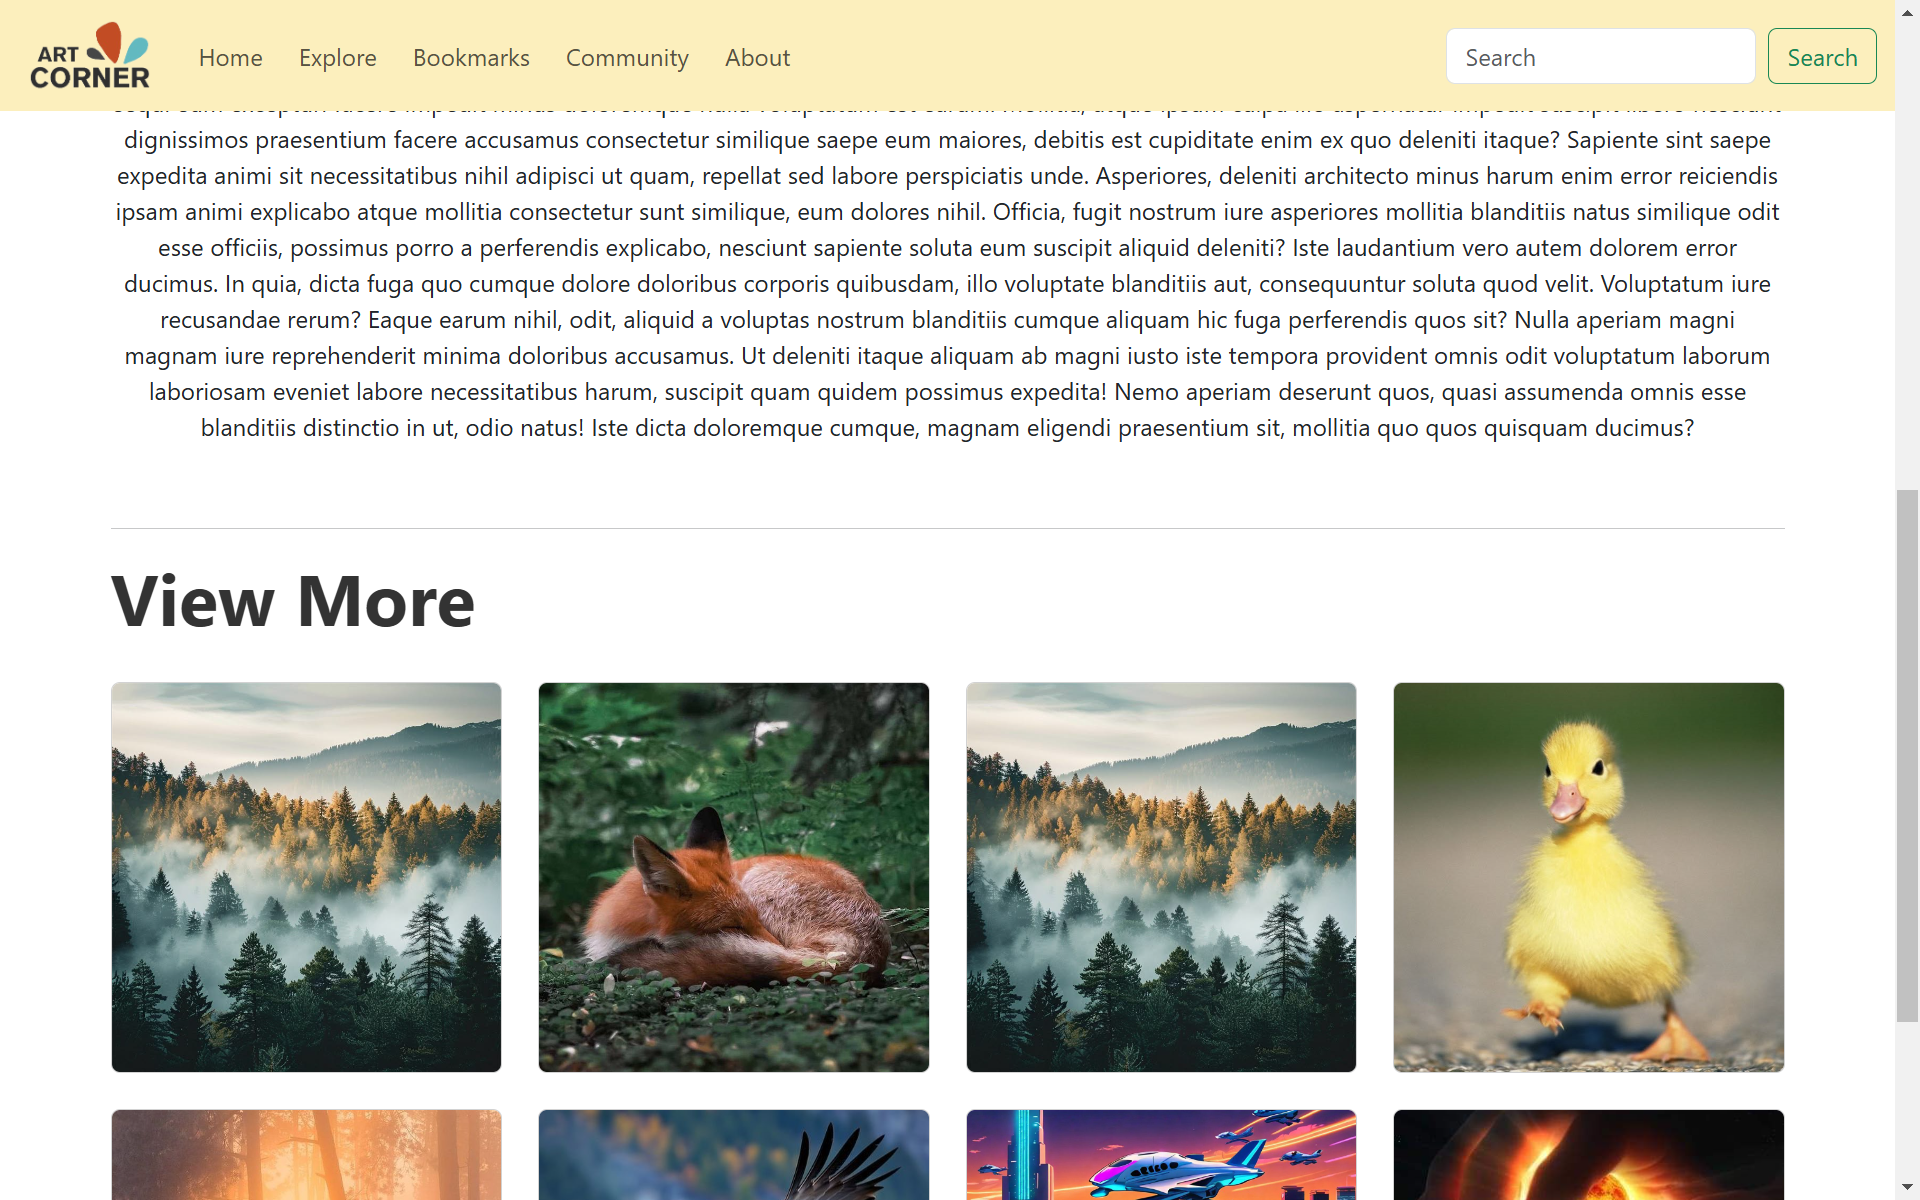 ART
CORNER
Home
Explore
Bookmarks
Community
About
Search
Search
dignissimos praesentium facere accusamus consectetur similique saepe eum maiores, debitis est cupiditate enim ex quo deleniti itaque? Sapiente sint saepe
expedita animi sit necessitatibus nihil adipisci ut quam, repellat sed labore perspiciatis unde. Asperiores, deleniti architecto minus harum enim error reiciendis
ipsam animi explicabo atque mollitia consectetur sunt similique, eum dolores nihil. Officia, fugit nostrum iure asperiores mollitia blanditiis natus similique odit
esse officiis, possimus porro a perferendis explicabo, nesciunt sapiente soluta eum suscipit aliquid deleniti? Iste laudantium vero autem dolorem error
ducimus. In quia, dicta fuga quo cumque dolore doloribus corporis quibusdam, illo voluptate blanditiis aut, consequuntur soluta quod velit. Voluptatum iure
recusandae rerum? Eaque earum nihil, odit, aliquid a voluptas nostrum blanditiis cumque aliquam hic fuga perferendis quos sit? Nulla aperiam magni
magnam iure reprehenderit minima doloribus accusamus. Ut deleniti itaque aliquam ab magni iusto iste tempora provident omnis odit voluptatum laborum
laboriosam eveniet labore necessitatibus harum, suscipit quam quidem possimus expedita! Nemo aperiam deserunt quos, quasi assumenda omnis esse
blanditiis distinctio in ut, odio natus! Iste dicta doloremque cumque, magnam eligendi praesentium sit, mollitia quo quos quisquam ducimus?
View More